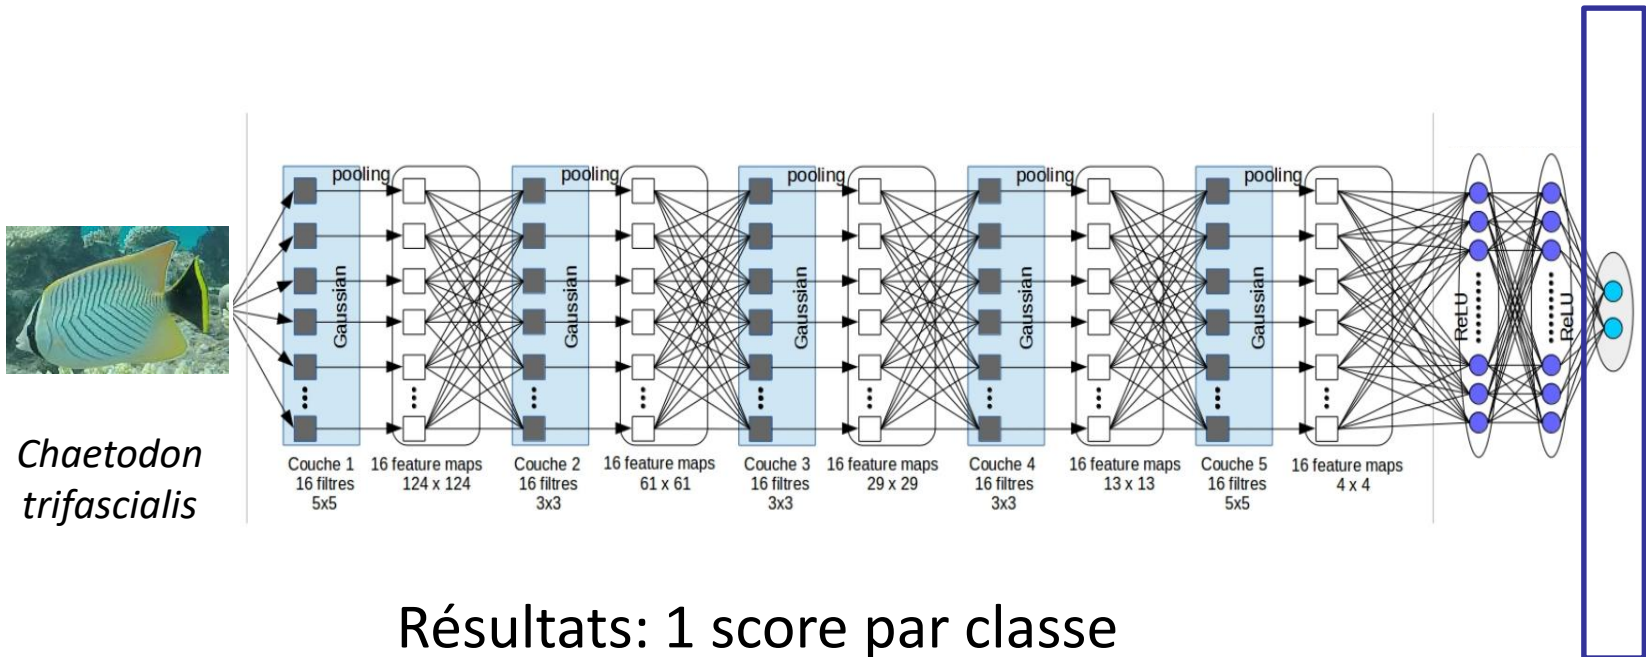 pooling
pooling
pooling
pooling
pooling
Gaussian
Gaussian
Gaussian
Gaussian
Gaussian
ReLU
ReLU
Chaetodon
trifascialis
Couche 1
16 filtres
5x5
16 feature maps
124 x 124
Couche 2
16 filtres
3x3
16 feature maps
61 x 61
Couche 3
16 filtres
3x3
16 feature maps
29 x 29
Couche 4
16 filtres
3x3
16 feature maps
13 x 13
Couche 5
16 filtres
5x5
16 feature maps
4 x 4
Résultats: 1 score par classe